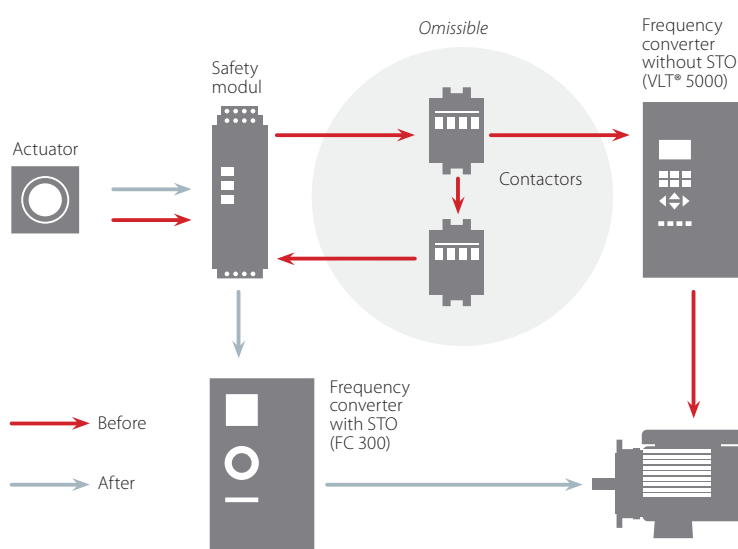 Omissible
Frequency
converter
without STO
(VLT® 5000)
Safety
modul
Actuator
Contactors
Frequency
converter
with STO
(FC 300)
Before
After